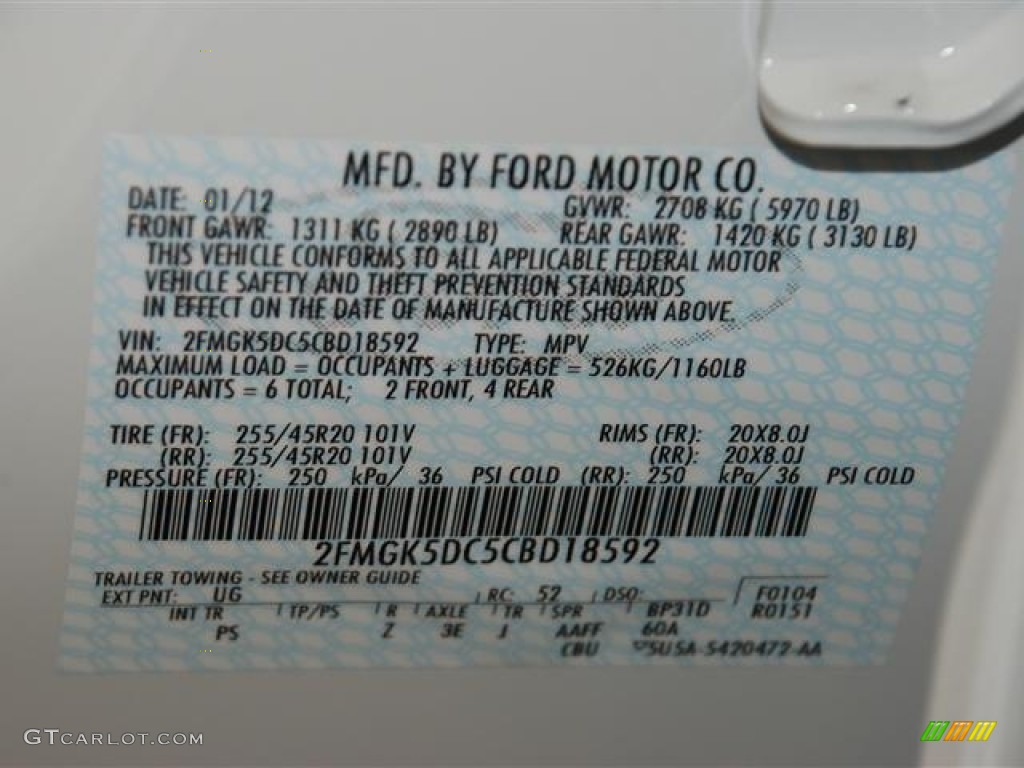 MFD. BY FORD MOTOR CO.
DATE: 01/12 GVWR: 2708 KG ( 5970 LB)
FRONT GAWR: 1311 KG ( 2890 LB) REAR GAWR: 1420 KG ( 3130 LB)
THIS VEHICLE CONFORMS TO ALL APPLICABLE FEDERAL MOTOR
VEHICLE SAFETY AND THEFT PREVENTION STANDARDS
IN EFFECT ON THE DATE OF MANUFACTURE SHOWN ABOVE.
VIN: 2FMGK5DC5CBD18592 TYPE: MPV
MAXIMUM LOAD = OCCUPANTS + LUGGAGE = 526KG/1160LB
OCCUPANTS = 6 TOTAL; 2 FRONT, 4 REAR
TIRE (FR): 255/45R20 101V RIMS (FR): 20X8.0J
(RR): 255/45R20 101V (RR): 20X8.0J
PRESSURE (FR): 250 kPa/ 36 PSI COLD (RR): 250 kPa/ 36 PSI COLD
2FMGK5DC5CBD18592
TRAILER TOWING - SEE OWNER GUIDE
EXT PNT: UG RC: 52 DSO: F0104
INT TR TP/PS R AXLE TR SPR BP31D R0151
PS Z 3E J AAFF 60A
CBU 5U5A-5420472-AA
GTCARLOT.COM